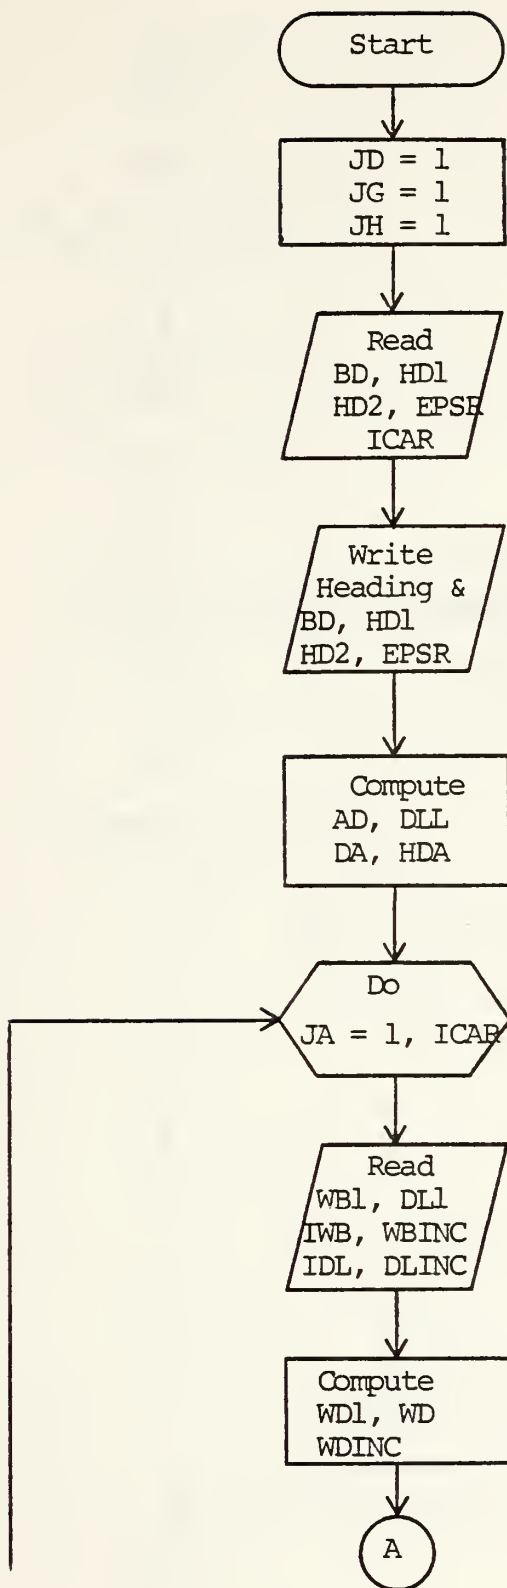 Start
JD = 1
JG = 1
JH = 1
Read
BD, HD1
HD2, EPSR
ICAR
Write
Heading &
BD, HD1
HD2, EPSR
Compute
AD, DLL
DA, HDA
Do
JA = 1, ICAR
Read
WB1, DL1
IWB, WBINC
IDL, DLINC
Compute
WD1, WD
WDINC
A